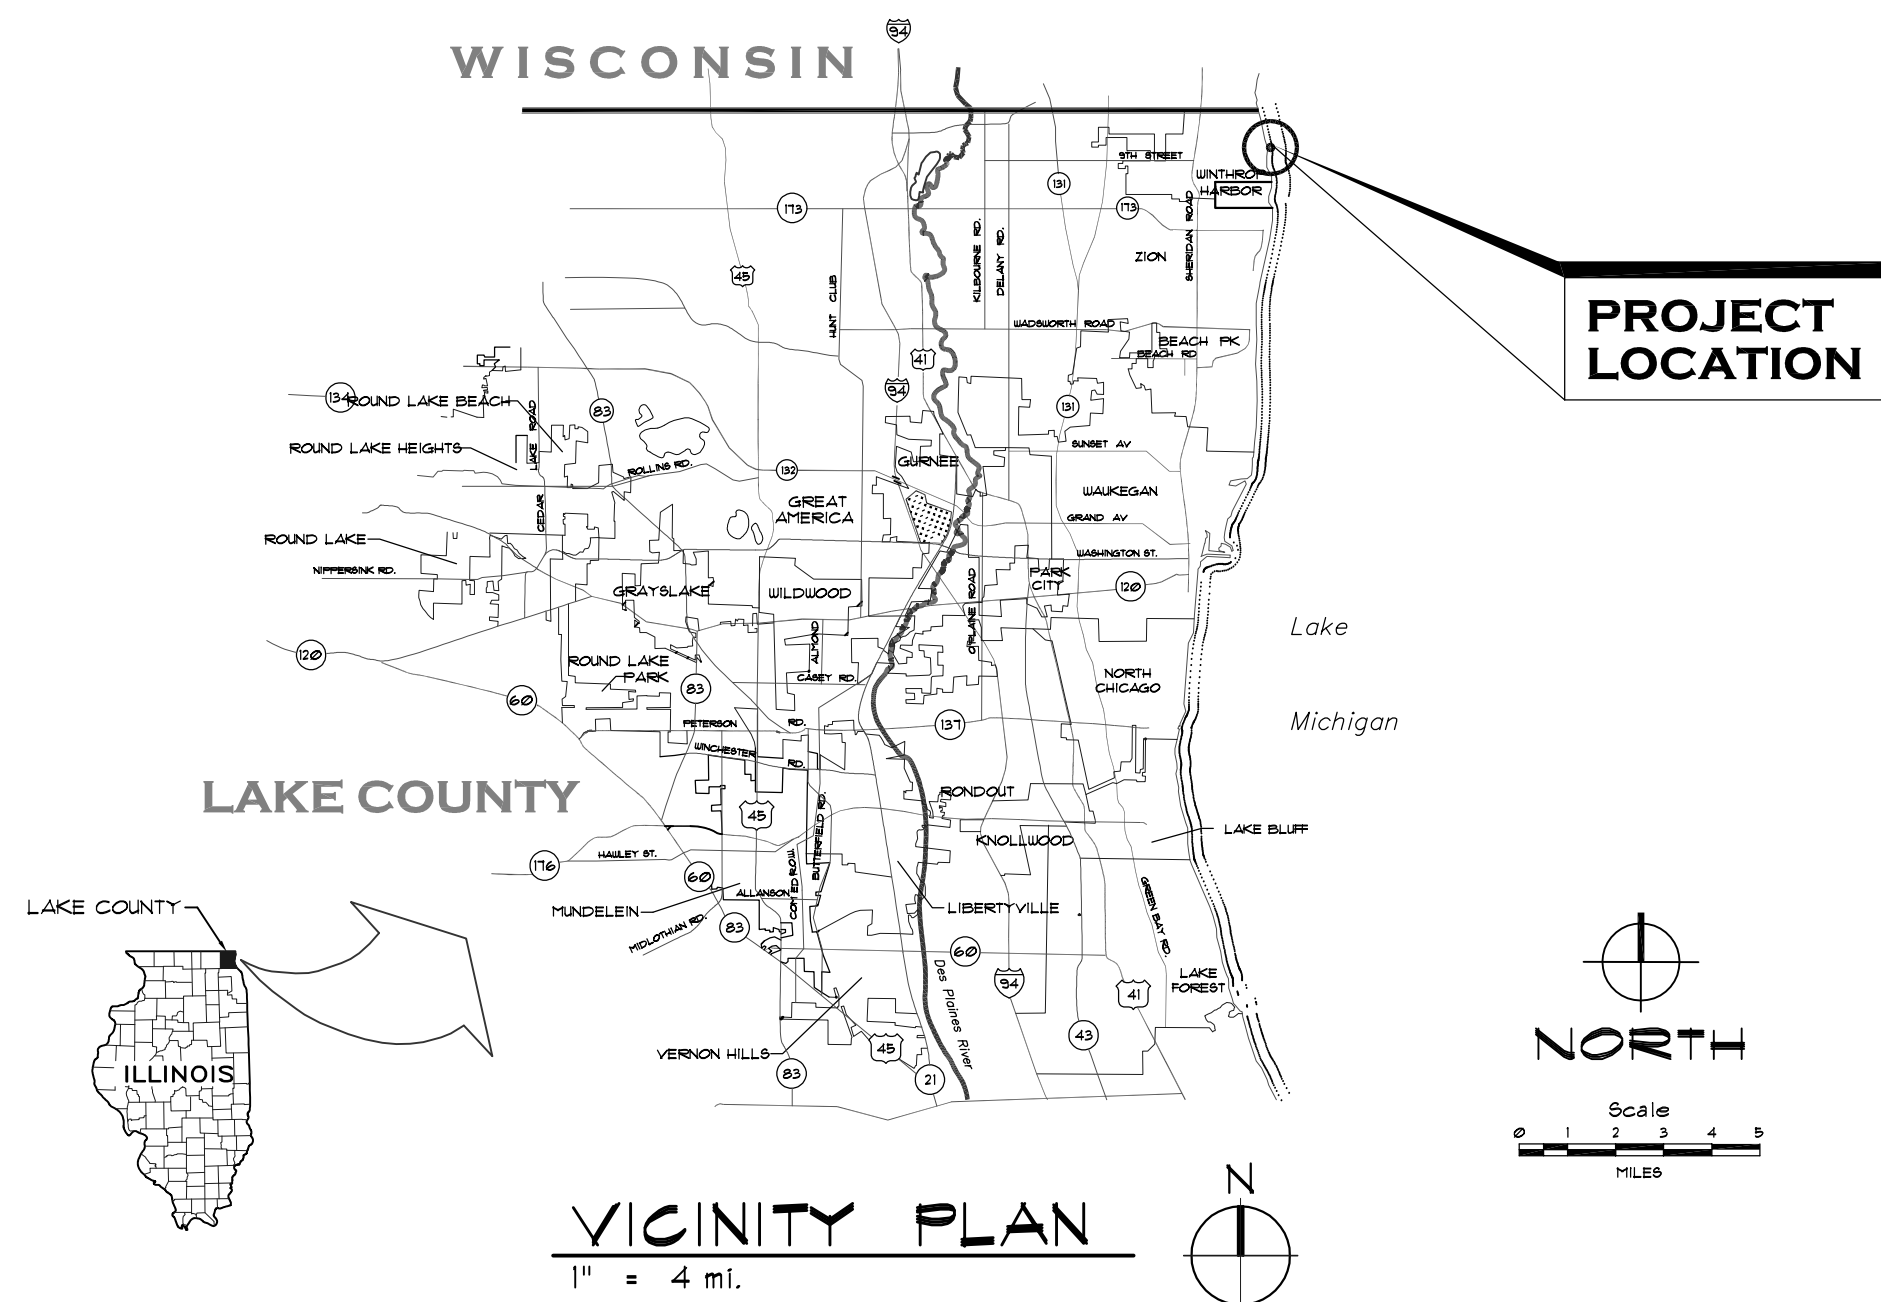 94
WISCONSIN
9TH STREET
WINTHROP
HARBOR
131
173
173
SHERIDAN ROAD
KILBOURNE RD.
DELANY RD.
ZION
45
HUNT CLUB
PROJECT
LOCATION
WADSWORTH ROAD
BEACH PK
BEACH RD
41
94
134
ROUND LAKE BEACH
83
131
LAKE ROAD
ROUND LAKE HEIGHTS
SUNSET AV
ROLLINS RD.
132
GURNEE
WAUKEGAN
GREAT
AMERICA
CEDAR
GRAND AV
ROUND LAKE
WASHINGTON ST.
NIPPERSINK RD.
PARK
CITY
120
GRAYSLAKE
WILDWOOD
O'PLAINE ROAD
Lake
ALMOND
120
ROUND LAKE
PARK
CASEY RD.
NORTH
CHICAGO
83
60
PETERSON RD.
137
Michigan
WINCHESTER RD.
LAKE COUNTY
RONDOUT
45
BUTTERFIELD RD.
LAKE BLUFF
KNOLLWOOD
HAWLEY ST.
176
COM ED R.O.W.
60
ALLANSON
GREEN BAY RD.
LAKE COUNTY
MUNDELEIN
LIBERTYVILLE
MIDLOTHIAN RD.
83
60
Des Plaines River
94
LAKE
FOREST
41
43
NORTH
45
VERNON HILLS
83
21
ILLINOIS
Scale
0 1 2 3 4 5
MILES
N
VICINITY PLAN
1" = 4 mi.